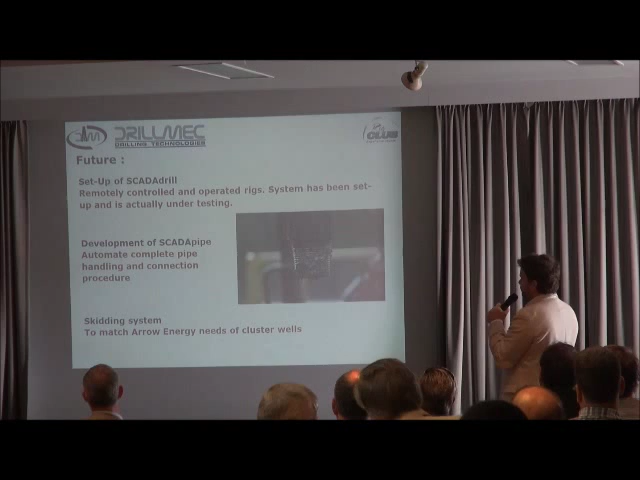 DRILLMEC
DRILLING TECHNOLOGIES
CLUB
Future :
Set-Up of SCADAdrill
Remotely controlled and operated rigs. System has been set-
up and is actually under testing.
Development of SCADApipe
Automate complete pipe
handling and connection
procedure
Skidding system
To match Arrow Energy needs of cluster wells